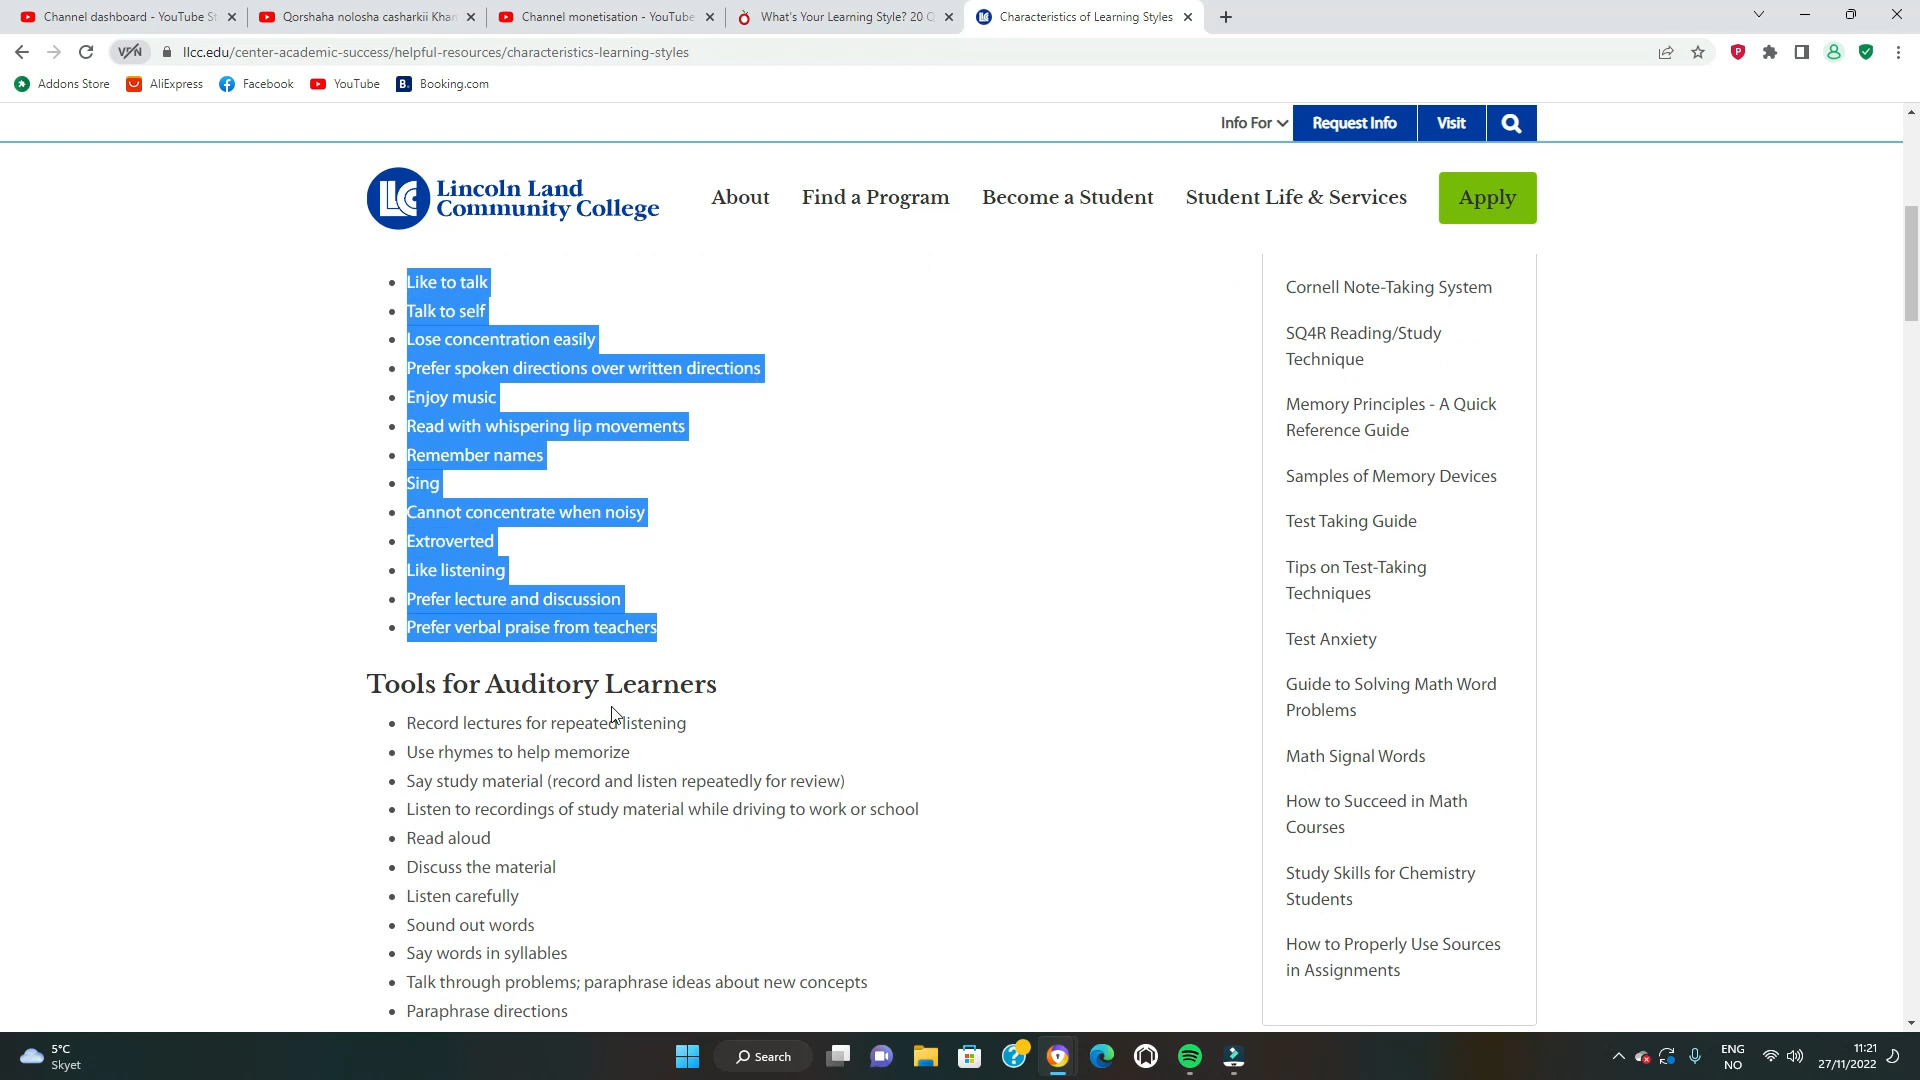 Channel dashboard - YouTube St
Qorshaha nolosha casharkii Khan
Channel monetisation - YouTube
What's Your Learning Style? 20 Q
Characteristics of Learning Styles
VPN
llcc.edu/center-academic-success/helpful-resources/characteristics-learning-styles
Addons Store
AliExpress
Facebook
YouTube
Booking.com
Info For
Request Info
Visit
LLC
Lincoln Land
Community College
About
Find a Program
Become a Student
Student Life & Services
Apply
Like to talk
Talk to self
Lose concentration easily
Prefer spoken directions over written directions
Enjoy music
Read with whispering lip movements
Remember names
Sing
Cannot concentrate when noisy
Extroverted
Like listening
Prefer lecture and discussion
Prefer verbal praise from teachers
Tools for Auditory Learners
Record lectures for repeated listening
Use rhymes to help memorize
Say study material (record and listen repeatedly for review)
Listen to recordings of study material while driving to work or school
Read aloud
Discuss the material
Listen carefully
Sound out words
Say words in syllables
Talk through problems; paraphrase ideas about new concepts
Paraphrase directions
Cornell Note-Taking System
SQ4R Reading/Study
Technique
Memory Principles - A Quick
Reference Guide
Samples of Memory Devices
Test Taking Guide
Tips on Test-Taking
Techniques
Test Anxiety
Guide to Solving Math Word
Problems
Math Signal Words
How to Succeed in Math
Courses
Study Skills for Chemistry
Students
How to Properly Use Sources
in Assignments
5°C
Skyet
Search
ENG
NO
11:21
27/11/2022